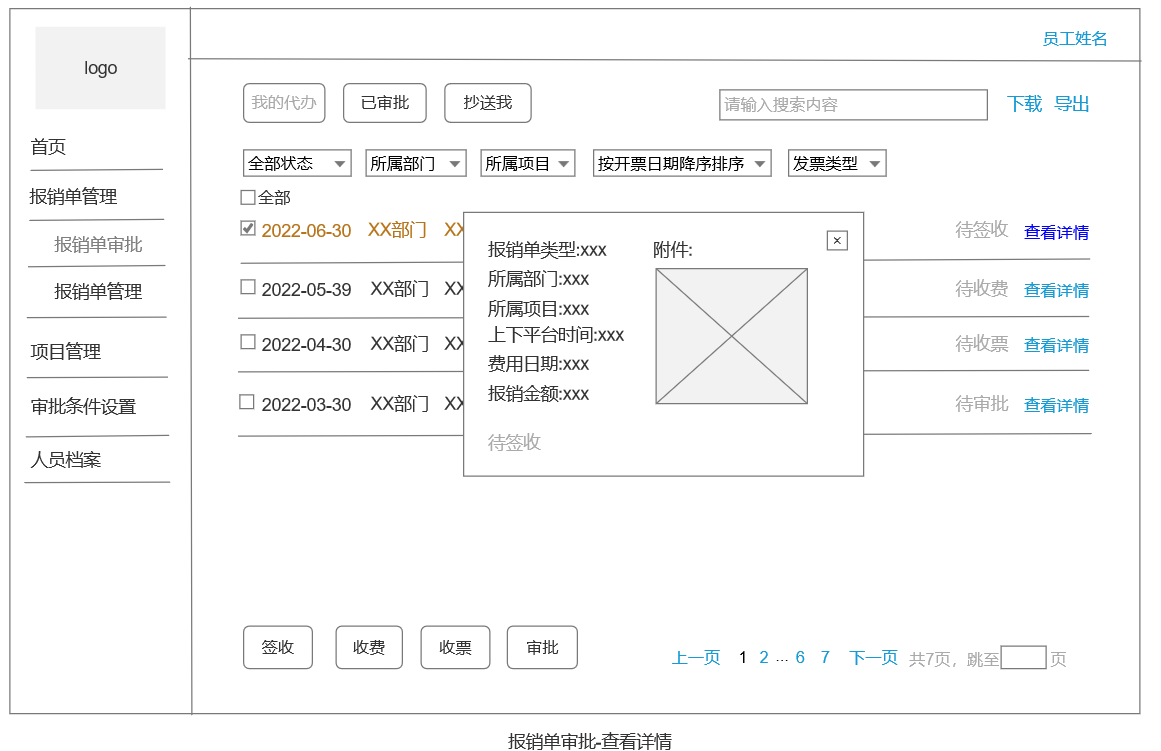 logo
员工姓名
首页
报销单管理
报销单审批
报销单管理
项目管理
审批条件设置
人员档案
我的代办 已审批 抄送我 请输入搜索内容 下载 导出
全部状态 所属部门 所属项目 按开票日期降序排序 发票类型
全部
2022-06-30 XX部门 XX 待签收 查看详情
2022-05-39 XX部门 XX 待收费 查看详情
2022-04-30 XX部门 XX 待收票 查看详情
2022-03-30 XX部门 XX 待审批 查看详情
报销单类型:xxx
所属部门:xxx
所属项目:xxx
上下平台时间:xxx
费用日期:xxx
报销金额:xxx
待签收
附件:
签收 收费 收票 审批
上一页 1 2 ... 6 7 下一页 共7页，跳至 页
报销单审批-查看详情